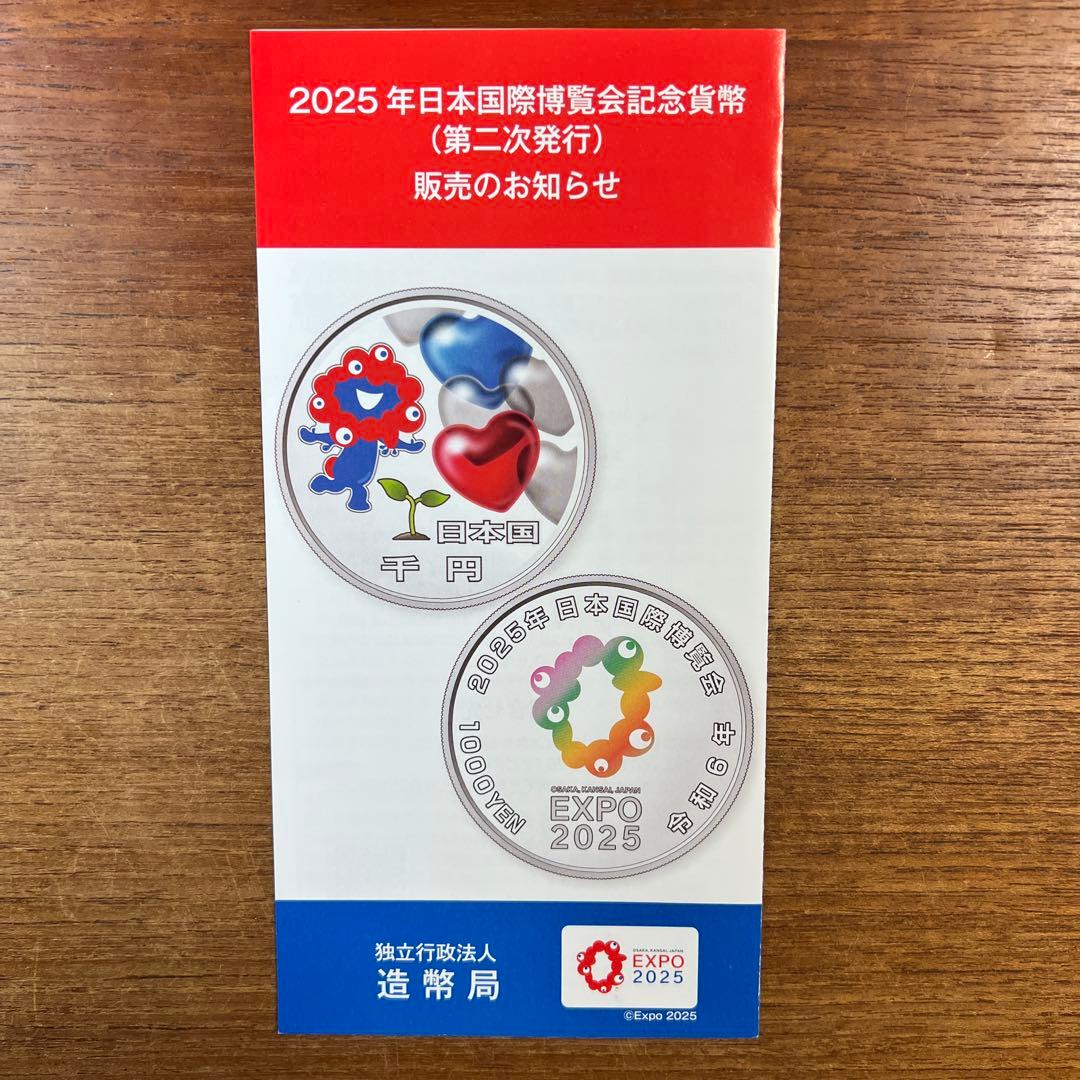 2025年日本国際博覧会記念貨幣
（第二次発行）
販売のお知らせ
日本国
千円
2025年日本国際博覧会
1000YEN
令和6年
OSAKA, KANSAI, JAPAN
EXPO
2025
独立行政法人
造幣局
OSAKA, KANSAI, JAPAN
EXPO
2025
©Expo 2025